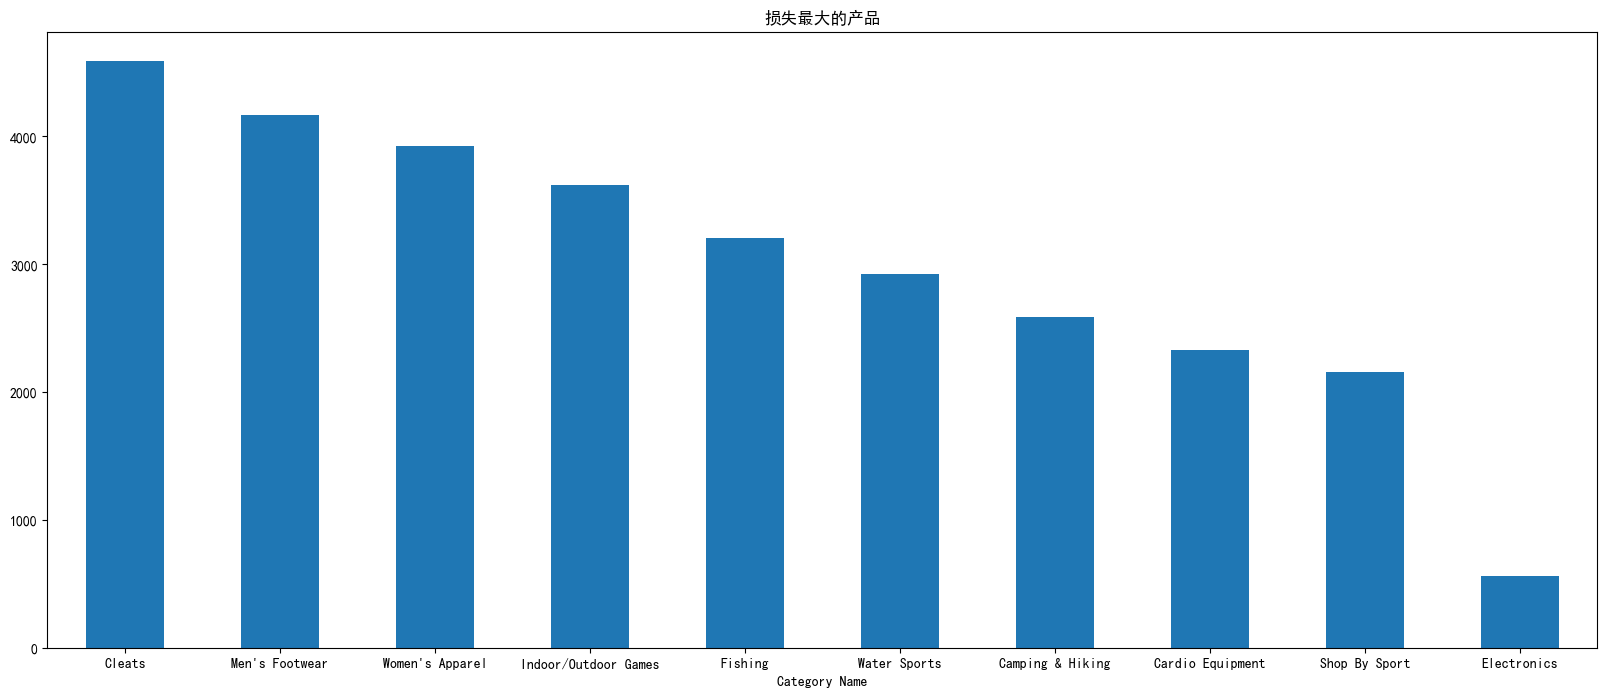 损失最大的产品
4000
3000
2000
1000
0
Cleats
Men's Footwear
Women's Apparel
Indoor/Outdoor Games
Fishing
Water Sports
Camping & Hiking
Cardio Equipment
Shop By Sport
Electronics
Category Name